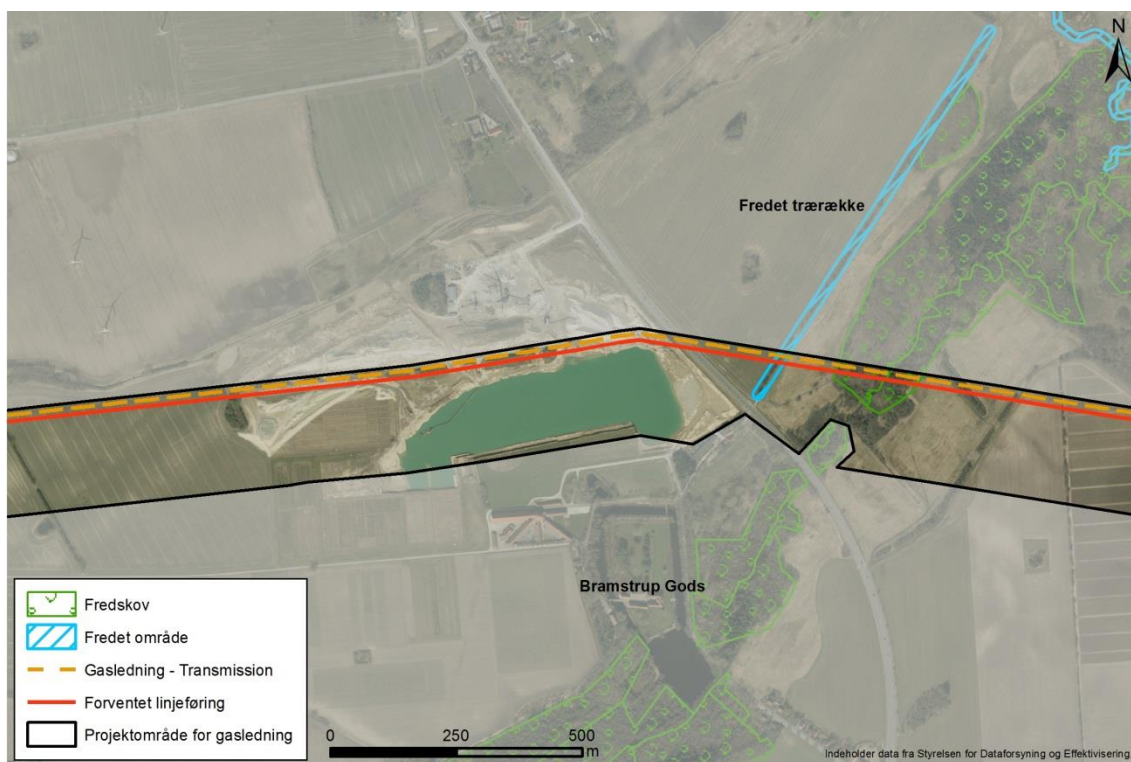 N
Fredet trærække
Bramstrup Gods
Fredskov
Fredet område
Gasledning - Transmission
Forventet linjeføring
Projektområde for gasledning
0 250 500
m
Indeholder data fra Styrelsen for Dataforsyning og Effektivisering